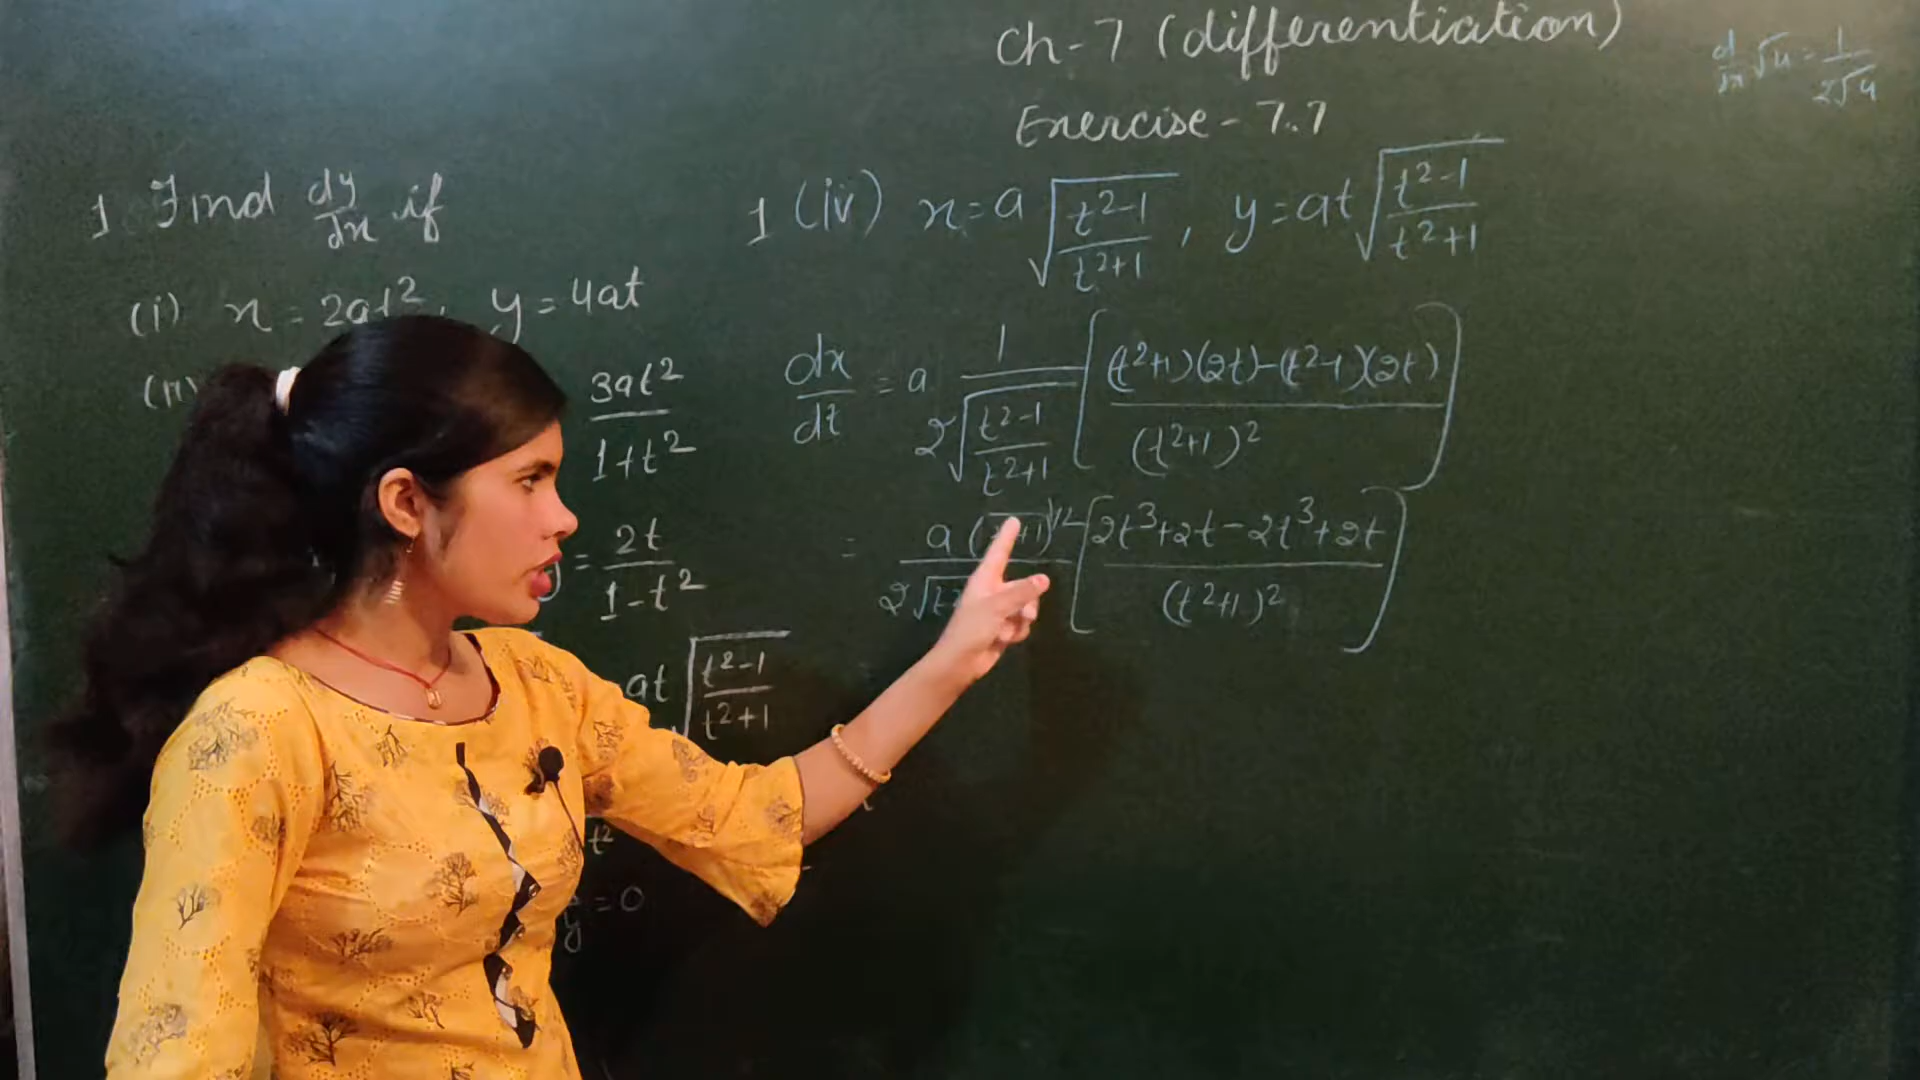 Ch-7 (differentiation)
Exercise - 7.7
d/dx √u = 1/2√u
1 Find dy/dx if
(i) x = 2at², y = 4at
(ii) 3at²/1+t²
= 2t/1-t²
at √(t²-1/t²+1)
t²
y = 0
1 (iv) x = a √(t²-1/t²+1), y = at √(t²-1/t²+1)
dx/dt = a 1/2√(t²-1/t²+1) [(t²+1)(2t)-(t²-1)(2t)/(t²+1)²]
= a ( +1)^1/2 / 2√t² [2t³+2t-2t³+2t/(t²+1)²]